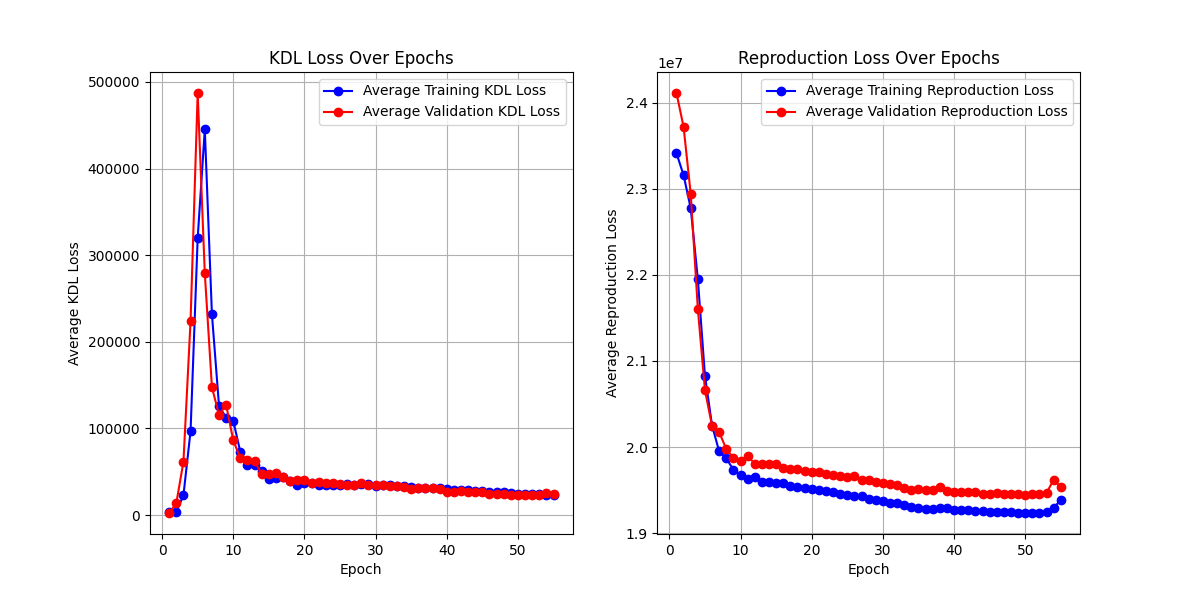 KDL Loss Over Epochs
500000
400000
300000
200000
100000
0
Average KDL Loss
Average Training KDL Loss
Average Validation KDL Loss
0 10 20 30 40 50
Epoch
Reproduction Loss Over Epochs
1e7
2.4
2.3
2.2
2.1
2.0
1.9
Average Reproduction Loss
Average Training Reproduction Loss
Average Validation Reproduction Loss
0 10 20 30 40 50
Epoch